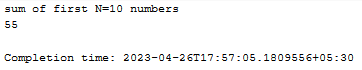 sum of first N=10 numbers
55
Completion time: 2023-04-26T17:57:05.1809556+05:30